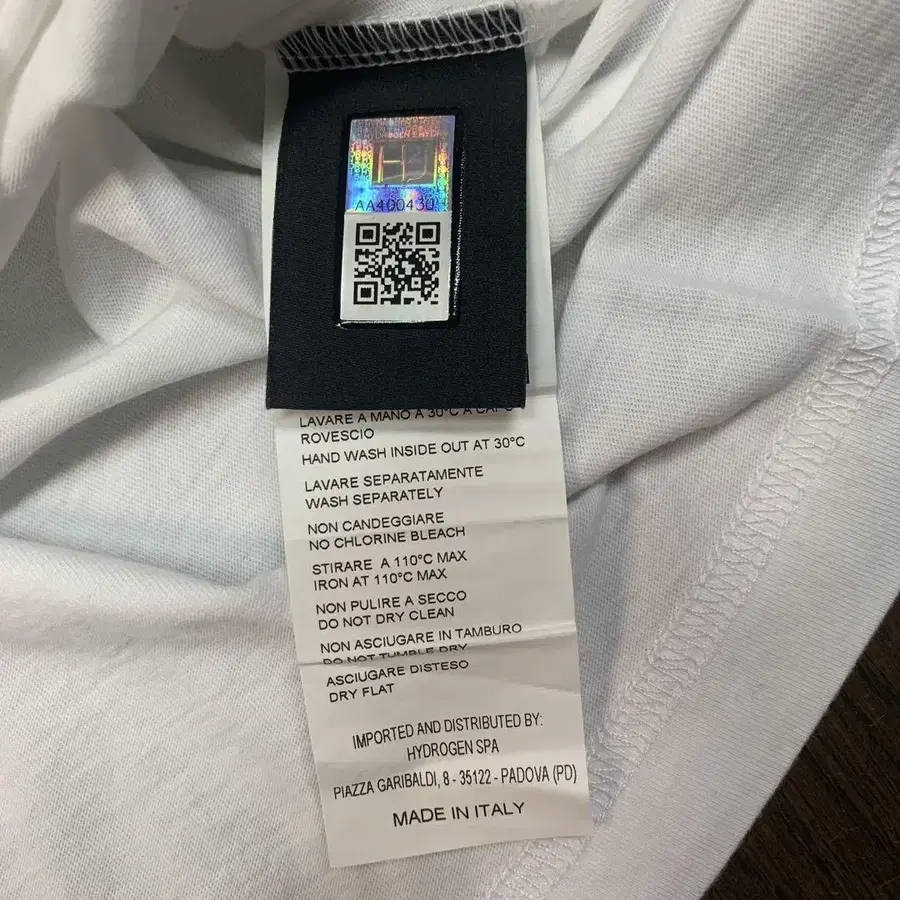 AA400430
LAVARE A MANO A 30°C A CAPO
ROVESCIO
HAND WASH INSIDE OUT AT 30°C
LAVARE SEPARATAMENTE
WASH SEPARATELY
NON CANDEGGIARE
NO CHLORINE BLEACH
STIRARE A 110°C MAX
IRON AT 110°C MAX
NON PULIRE A SECCO
DO NOT DRY CLEAN
NON ASCIUGARE IN TAMBURO
DO NOT TUMBLE DRY
ASCIUGARE DISTESO
DRY FLAT
IMPORTED AND DISTRIBUTED BY:
HYDROGEN SPA
PIAZZA GARIBALDI, 8 - 35122 - PADOVA (PD)
MADE IN ITALY